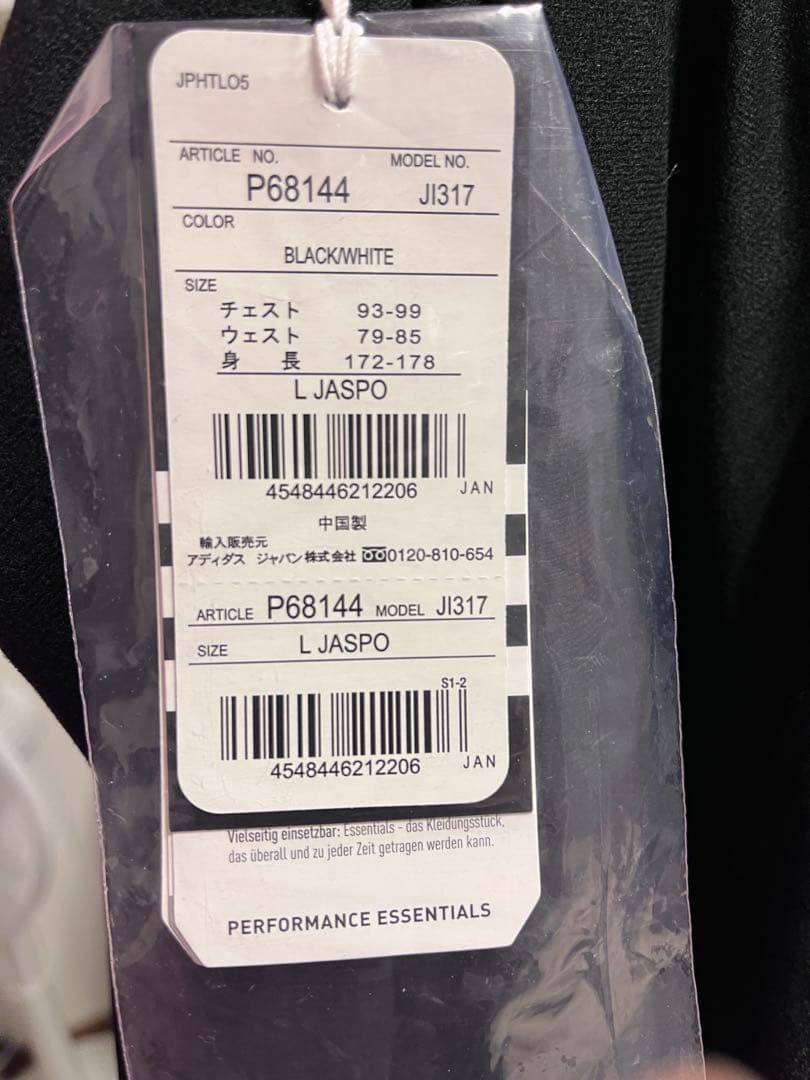 JPHTLO5
ARTICLE NO. MODEL NO.
P68144 JI317
COLOR
BLACK/WHITE
SIZE
チェスト 93-99
ウェスト 79-85
身 長 172-178
L JASPO
4548446212206 JAN
中国製
輸入販売元
アディダス ジャパン株式会社 0120-810-654
ARTICLE P68144 MODEL JI317
SIZE L JASPO
S1-2
4548446212206 JAN
Vielseitig einsetzbar: Essentials - das Kleidungsstück,
das überall und zu jeder Zeit getragen werden kann.
PERFORMANCE ESSENTIALS